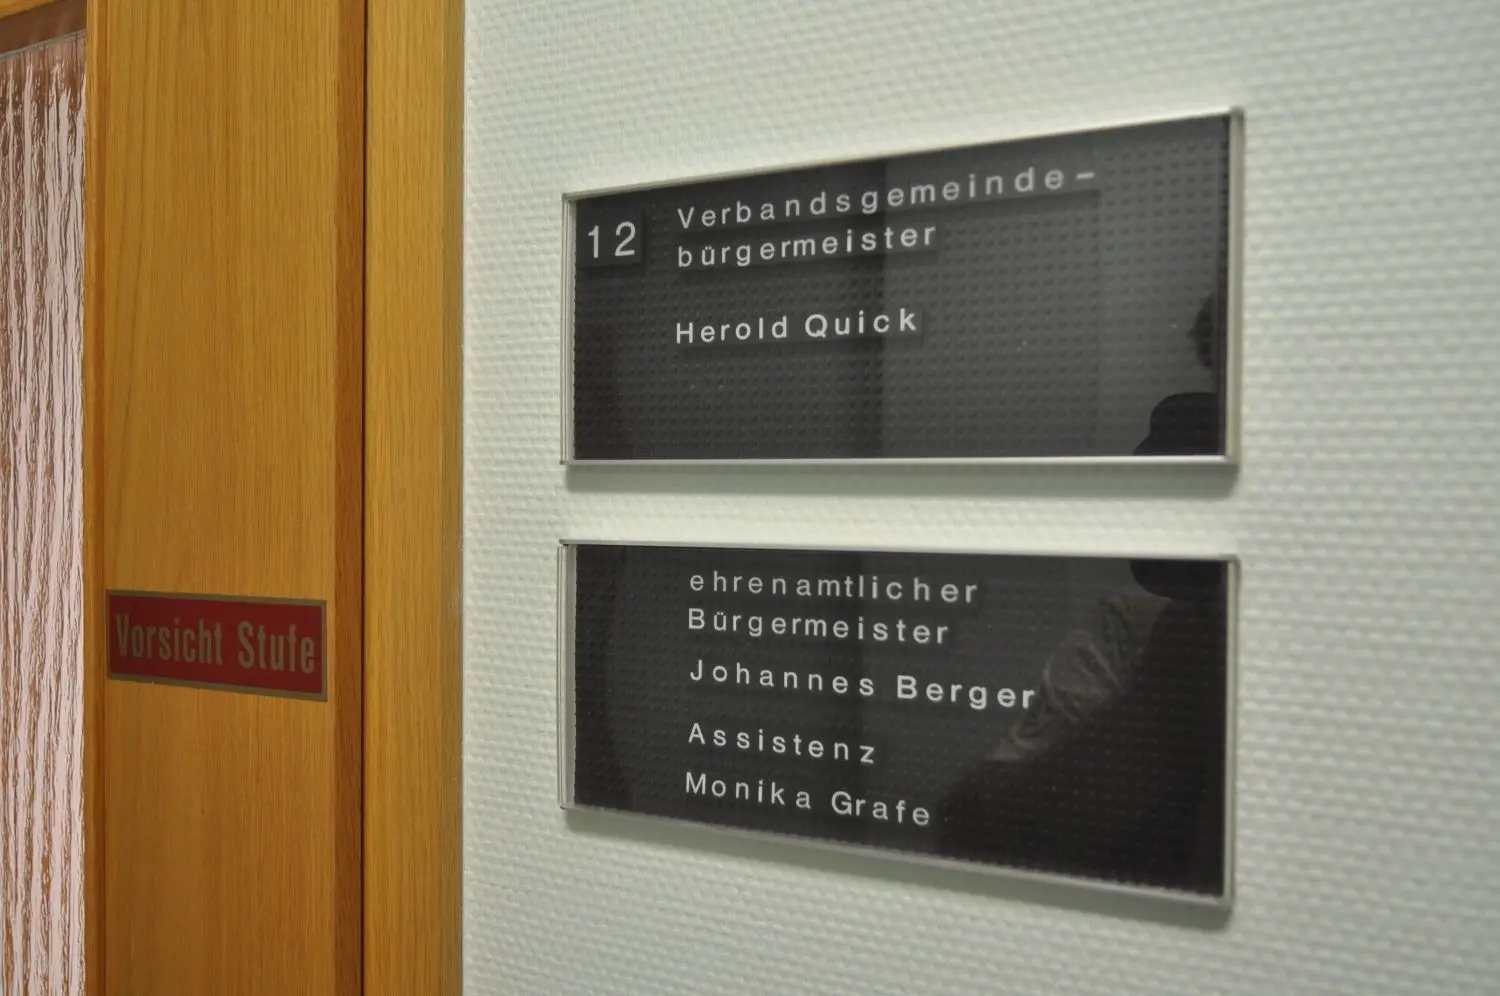 12
Verbandsgemeinde-
bürgermeister
Herold Quick
ehrenamtlicher
Bürgermeister
Johannes Berger
Assistenz
Monika Grafe
Vorsicht Stufe